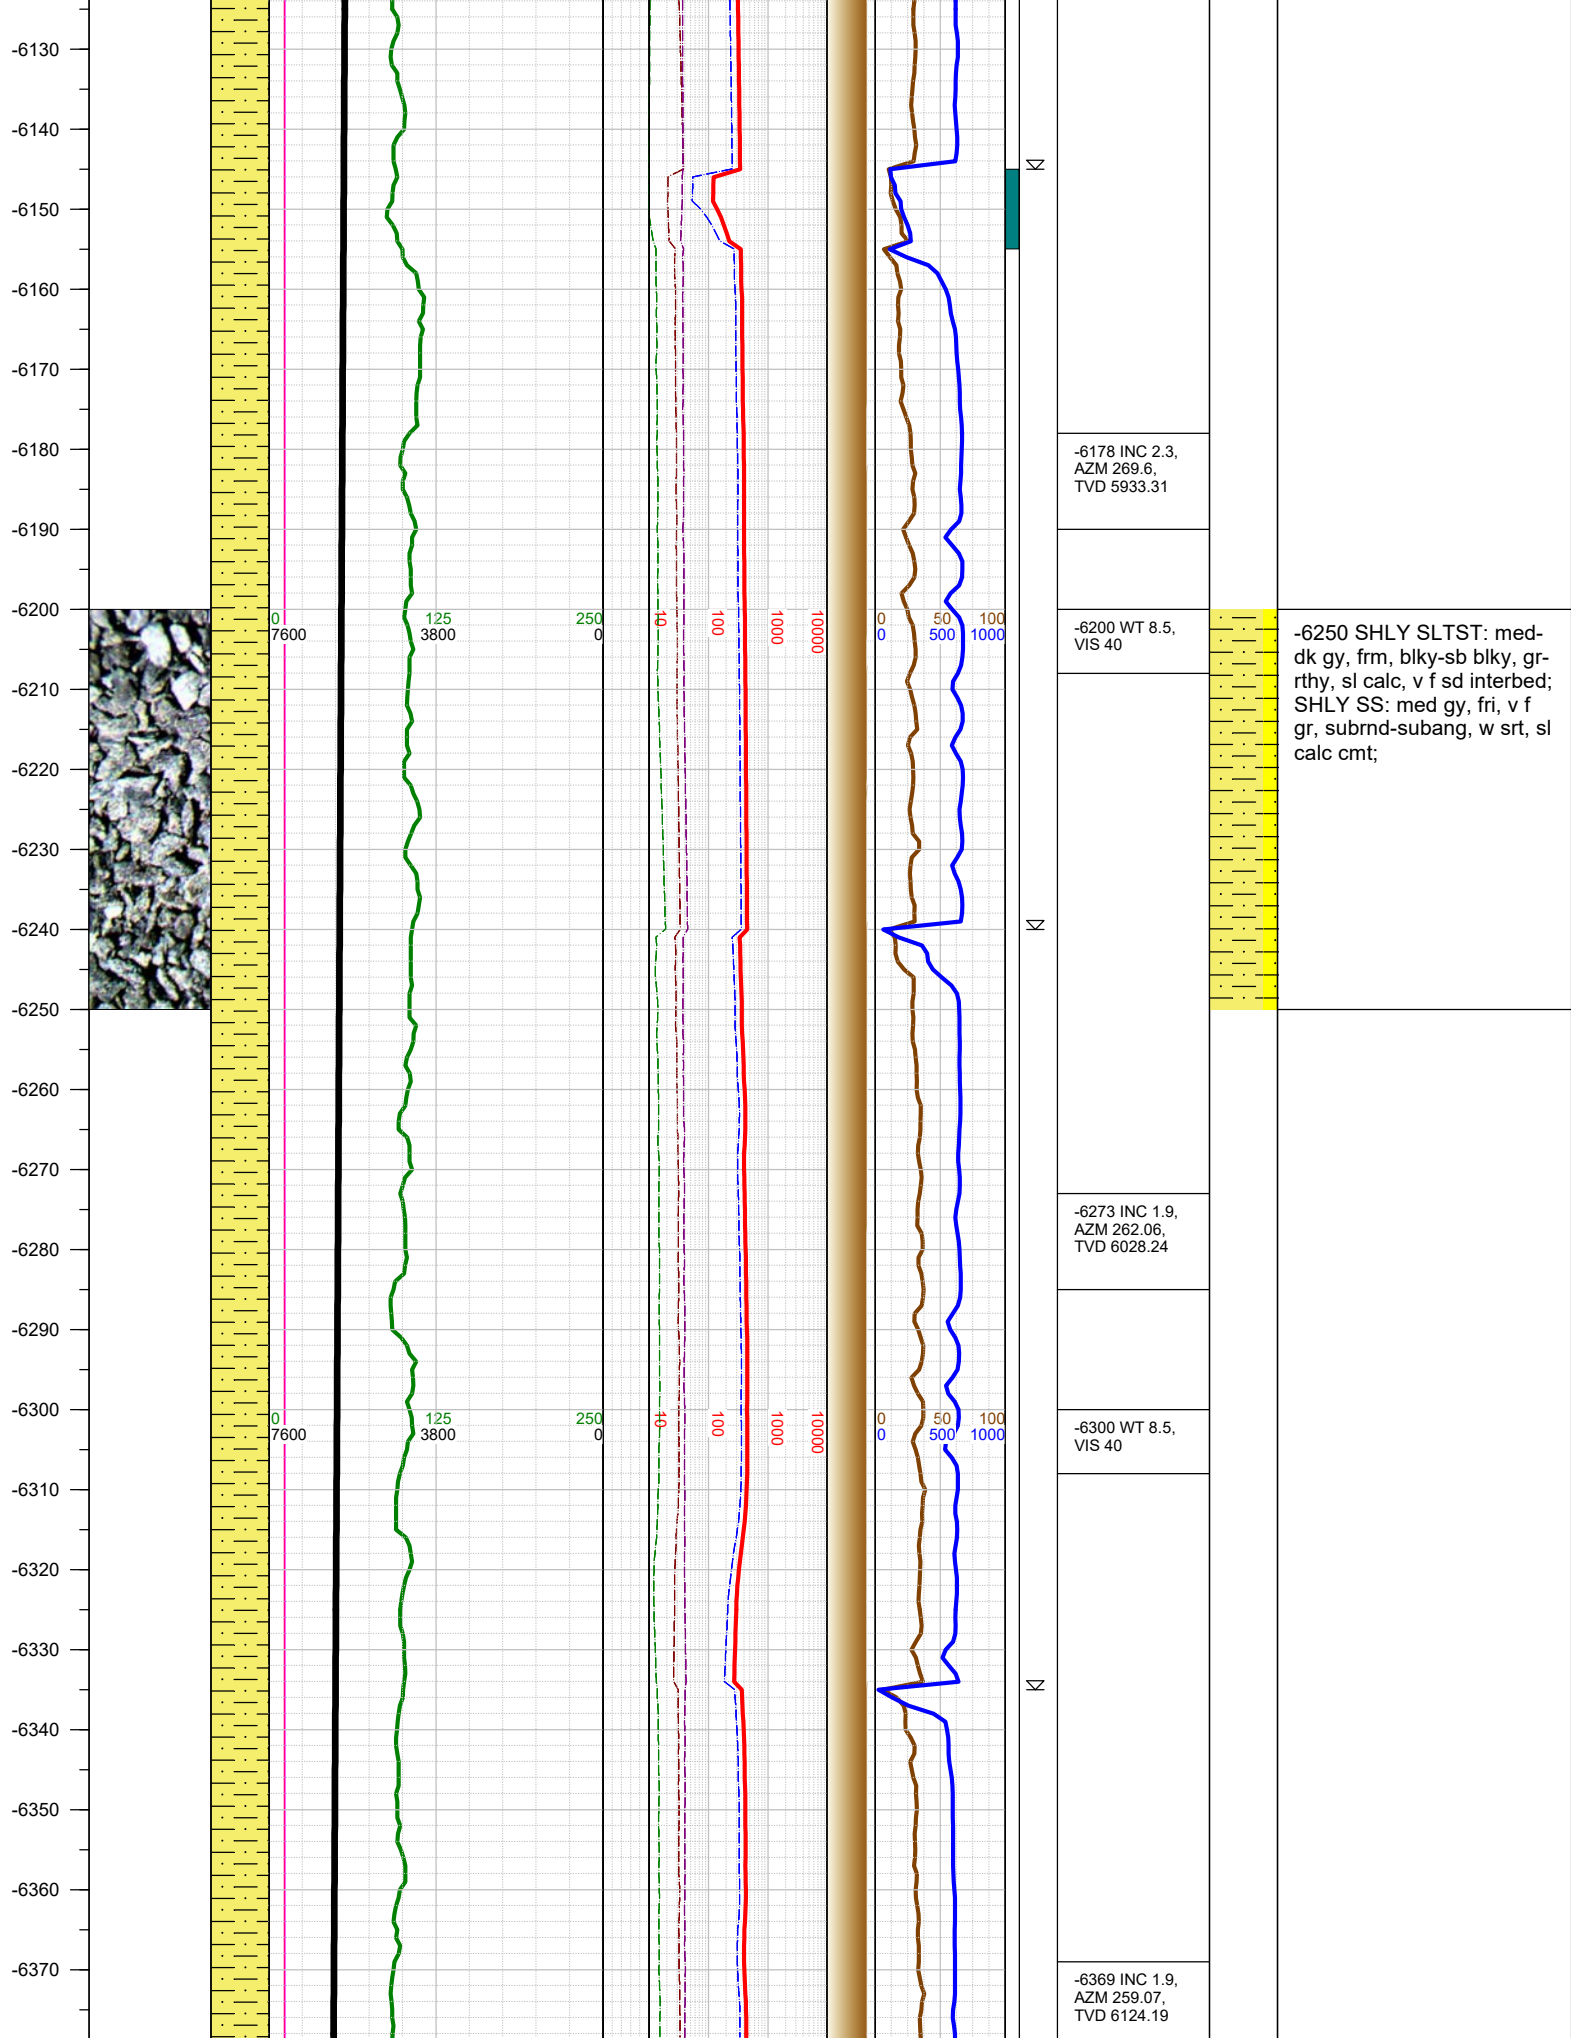 -6130
-6140
-6150
-6160
-6170
-6180
-6178 INC 2.3,
AZM 269.6,
TVD 5933.31
-6190
-6200
0 125 250
7600 3800 0
10 100 1000 10000
0 50 100
0 500 1000
-6200 WT 8.5,
VIS 40
-6250 SHLY SLTST: med-
dk gy, frm, blky-sb blky, gr-
rthy, sl calc, v f sd interbed;
SHLY SS: med gy, fri, v f
gr, subrnd-subang, w srt, sl
calc cmt;
-6210
-6220
-6230
-6240
-6250
-6260
-6270
-6273 INC 1.9,
AZM 262.06,
TVD 6028.24
-6280
-6290
-6300
0 125 250
7600 3800 0
10 100 1000 10000
0 50 100
0 500 1000
-6300 WT 8.5,
VIS 40
-6310
-6320
-6330
-6340
-6350
-6360
-6370
-6369 INC 1.9,
AZM 259.07,
TVD 6124.19